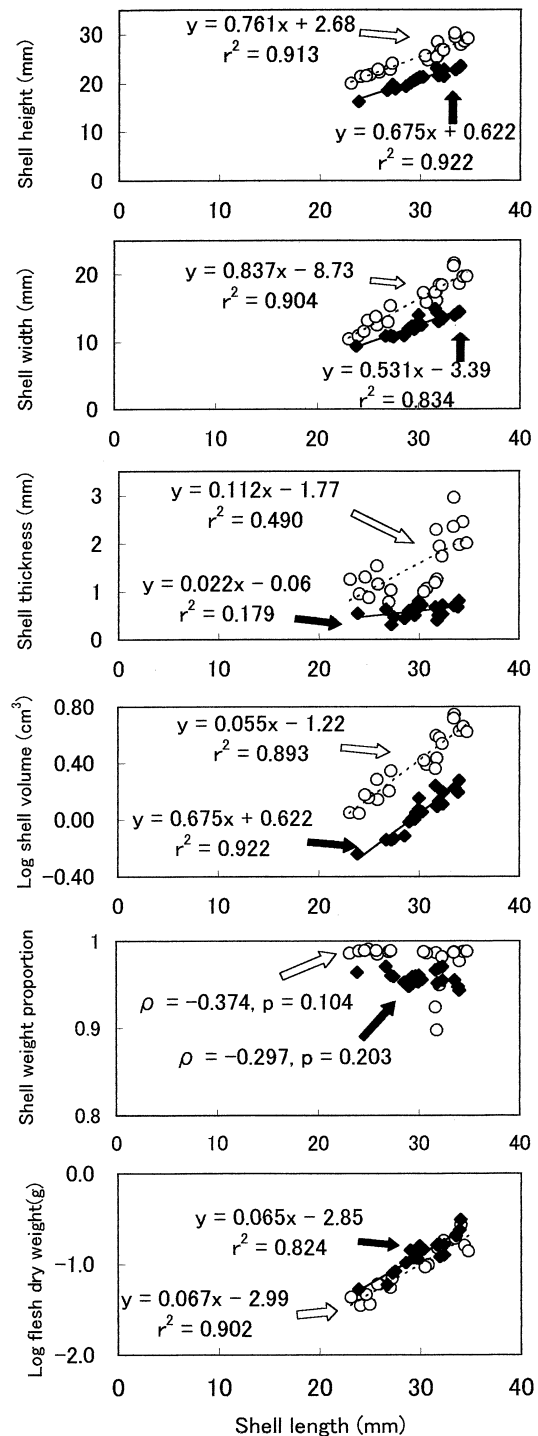 Shell height (mm)
30
20
10
0
y = 0.761x + 2.68
r² = 0.913
y = 0.675x + 0.622
r² = 0.922
0 10 20 30 40
Shell width (mm)
20
10
0
y = 0.837x − 8.73
r² = 0.904
y = 0.531x − 3.39
r² = 0.834
0 10 20 30 40
Shell thickness (mm)
3
2
1
0
y = 0.112x − 1.77
r² = 0.490
y = 0.022x − 0.06
r² = 0.179
0 10 20 30 40
Log shell volume (cm³)
0.80
0.40
0.00
−0.40
y = 0.055x − 1.22
r² = 0.893
y = 0.675x + 0.622
r² = 0.922
0 10 20 30 40
Shell weight proportion
1
0.9
0.8
ρ = −0.374, p = 0.104
ρ = −0.297, p = 0.203
0 10 20 30 40
Log flesh dry weight(g)
0.0
−1.0
−2.0
y = 0.065x − 2.85
r² = 0.824
y = 0.067x − 2.99
r² = 0.902
0 10 20 30 40
Shell length (mm)